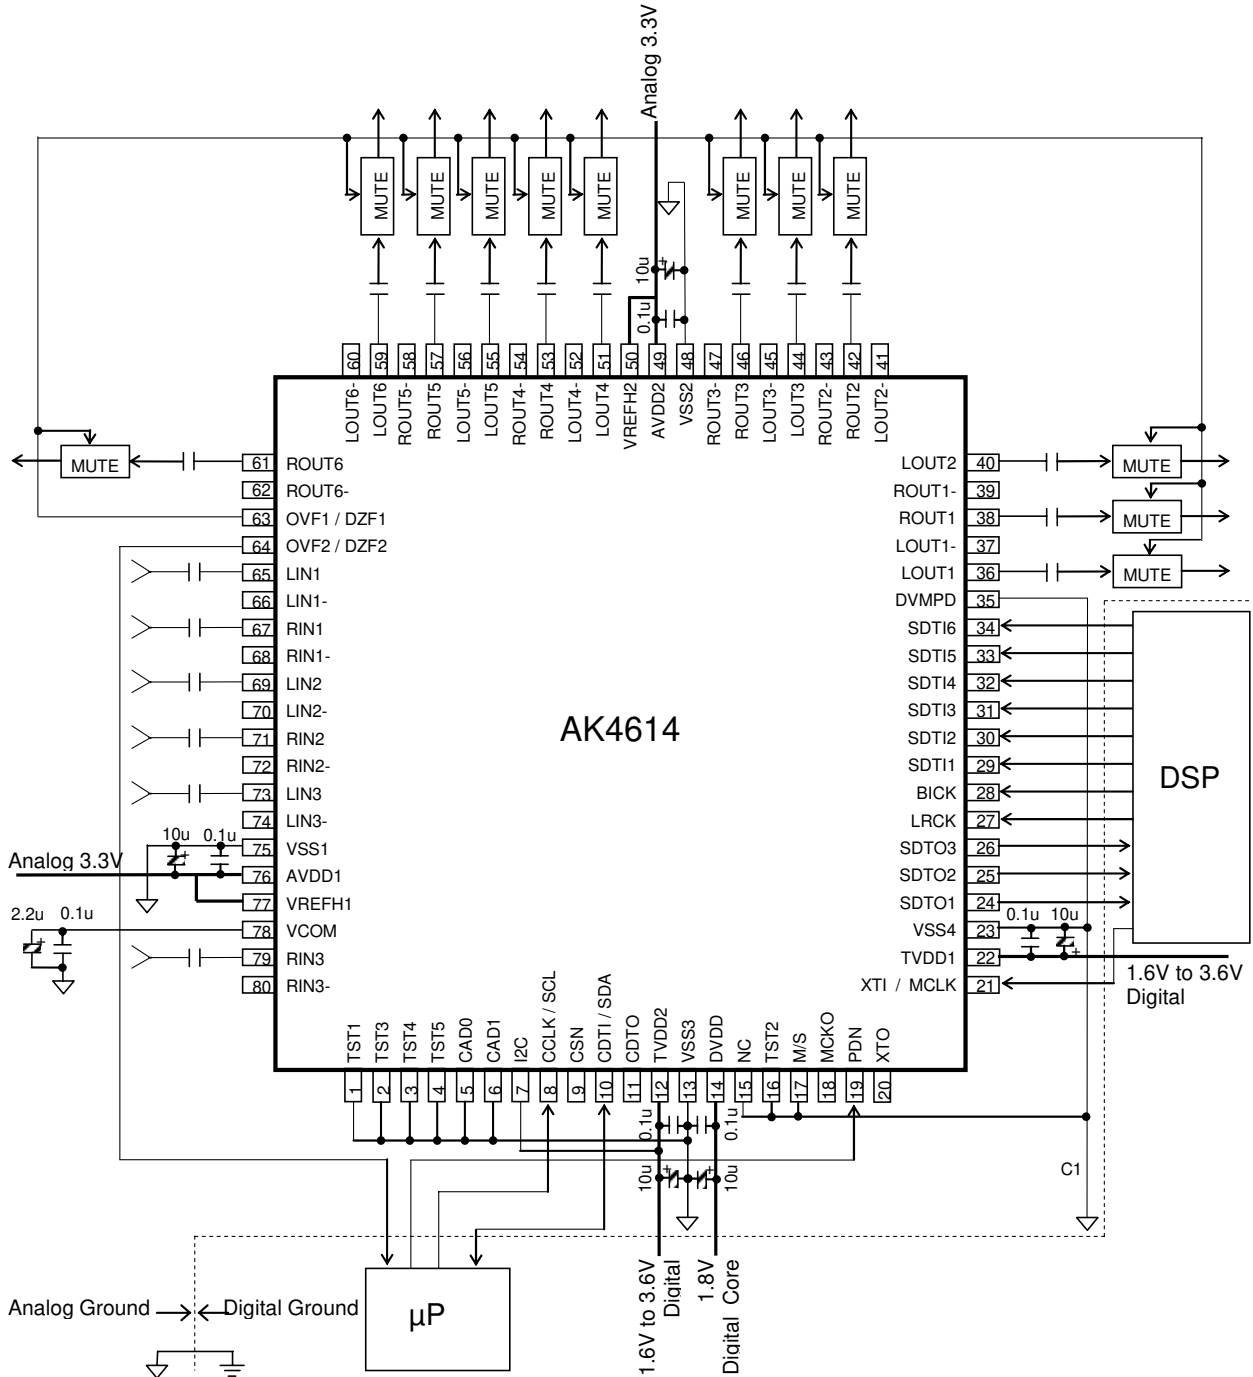 Analog 3.3V
MUTE
MUTE
MUTE
MUTE
MUTE
MUTE
MUTE
MUTE
10u
+
0.1u
60
59
58
57
56
55
54
53
52
51
50
49
48
47
46
45
44
43
42
41
LOUT6-
LOUT6
ROUT5-
ROUT5
LOUT5-
LOUT5
ROUT4-
ROUT4
LOUT4-
LOUT4
VREFH2
AVDD2
VSS2
ROUT3-
ROUT3
LOUT3-
LOUT3
ROUT2-
ROUT2
LOUT2-
MUTE
61 ROUT6
62 ROUT6-
63 OVF1 / DZF1
64 OVF2 / DZF2
65 LIN1
66 LIN1-
67 RIN1
68 RIN1-
69 LIN2
70 LIN2-
71 RIN2
72 RIN2-
73 LIN3
74 LIN3-
10u 0.1u
+
75 VSS1
Analog 3.3V
76 AVDD1
77 VREFH1
2.2u 0.1u
+
78 VCOM
79 RIN3
80 RIN3-
AK4614
LOUT2 40
MUTE
ROUT1- 39
ROUT1 38
MUTE
LOUT1- 37
LOUT1 36
MUTE
DVMPD 35
SDTI6 34
SDTI5 33
SDTI4 32
SDTI3 31
SDTI2 30
SDTI1 29
BICK 28
LRCK 27
SDTO3 26
SDTO2 25
SDTO1 24
DSP
0.1u 10u
+
VSS4 23
TVDD1 22
1.6V to 3.6V
Digital
XTI / MCLK 21
TST1
TST3
TST4
TST5
CAD0
CAD1
I2C
CCLK / SCL
CSN
CDTI / SDA
CDTO
TVDD2
VSS3
DVDD
NC
TST2
M/S
MCKO
PDN
XTO
1
2
3
4
5
6
7
8
9
10
11
12
13
14
15
16
17
18
19
20
0.1u
0.1u
10u
+
+
10u
C1
1.6V to 3.6V
Digital
1.8V
Digital Core
µP
Analog Ground
Digital Ground